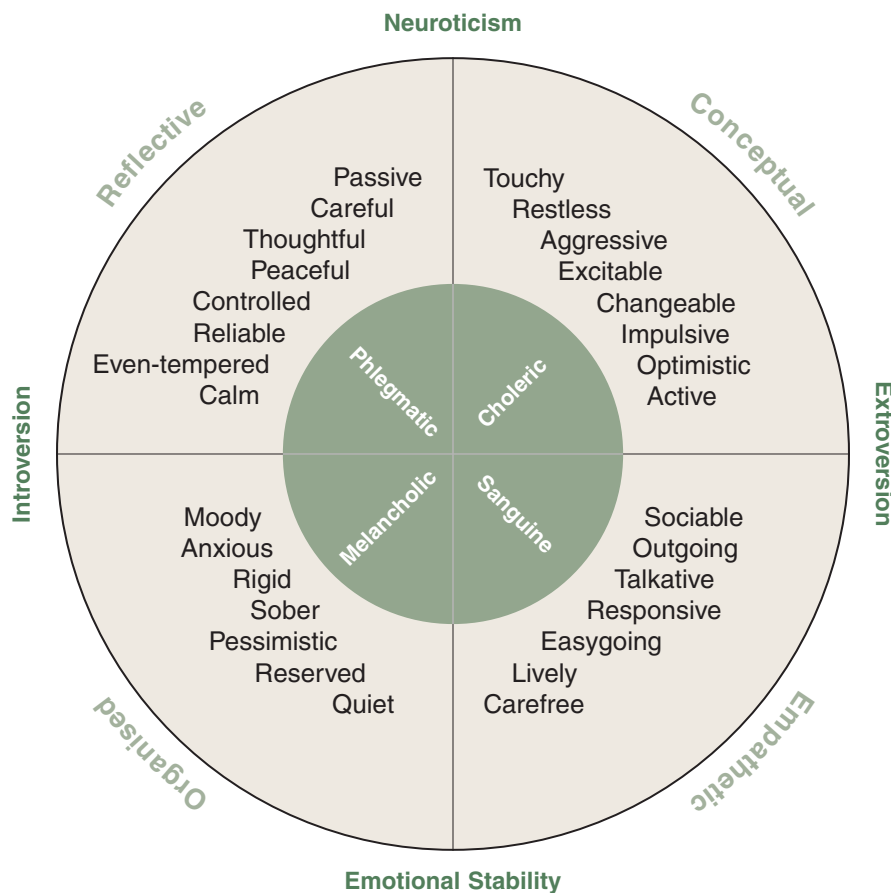 Neuroticism
Reflective
Conceptual
Passive
Careful
Thoughtful
Peaceful
Controlled
Reliable
Even-tempered
Calm
Touchy
Restless
Aggressive
Excitable
Changeable
Impulsive
Optimistic
Active
Phlegmatic
Choleric
Introversion
Extroversion
Melancholic
Sanguine
Moody
Anxious
Rigid
Sober
Pessimistic
Reserved
Quiet
Sociable
Outgoing
Talkative
Responsive
Easygoing
Lively
Carefree
Organised
Empathetic
Emotional Stability